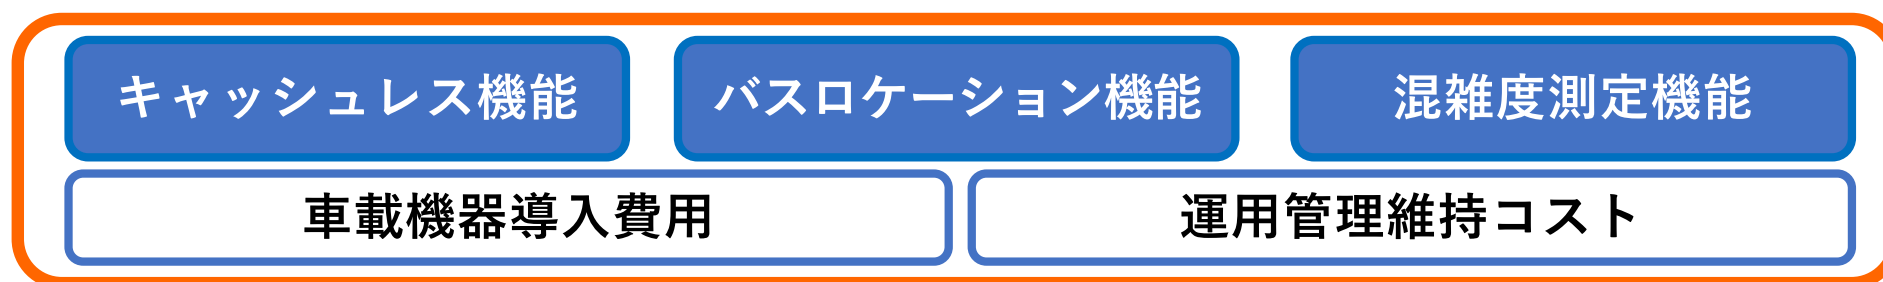 キャッシュレス機能
バスロケーション機能
混雑度測定機能
車載機器導入費用
運用管理維持コスト